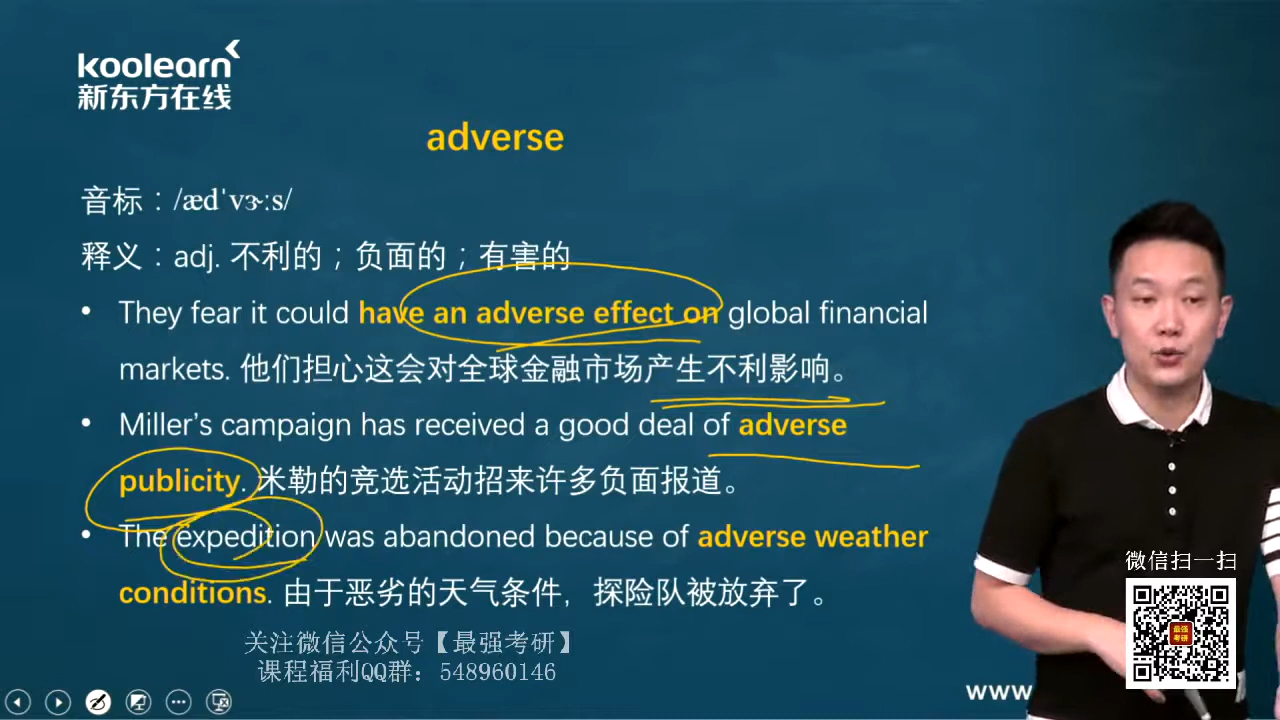 koolearn
新东方在线
adverse
音标：/ædˈvɝːs/
释义：adj. 不利的；负面的；有害的
• They fear it could have an adverse effect on global financial
markets. 他们担心这会对全球金融市场产生不利影响。
• Miller’s campaign has received a good deal of adverse
publicity. 米勒的竞选活动招来许多负面报道。
• The expedition was abandoned because of adverse weather
conditions. 由于恶劣的天气条件，探险队被放弃了。
微信扫一扫
最强
考研
关注微信公众号【最强考研】
课程福利QQ群：548960146
www